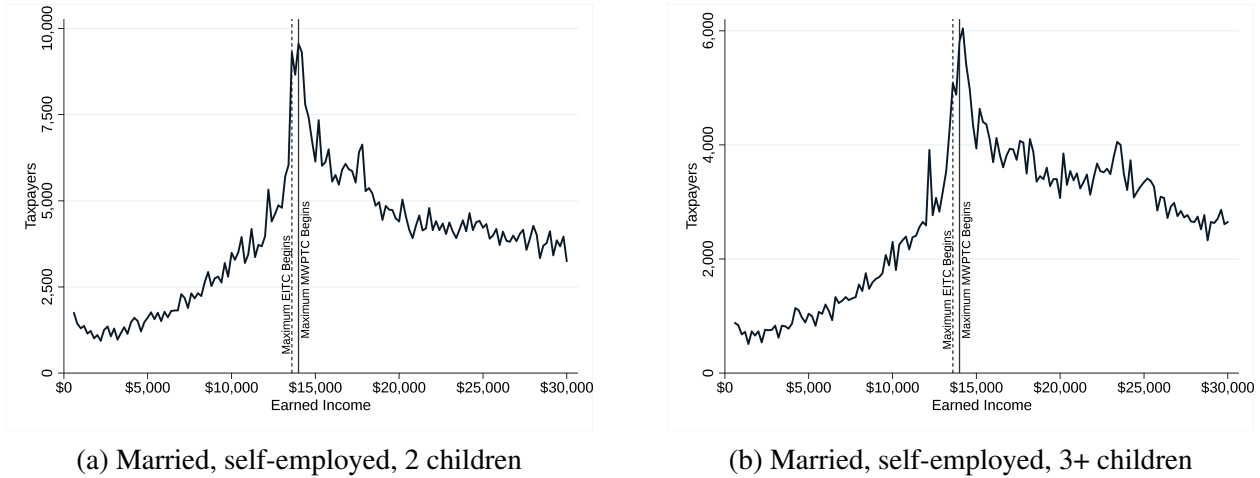 10,000
7,500
5,000
2,500
0
Taxpayers
Maximum EITC Begins
Maximum MWPTC Begins
$0 $5,000 $10,000 $15,000 $20,000 $25,000 $30,000
Earned Income
(a) Married, self-employed, 2 children
6,000
4,000
2,000
0
Taxpayers
Maximum EITC Begins
Maximum MWPTC Begins
$0 $5,000 $10,000 $15,000 $20,000 $25,000 $30,000
Earned Income
(b) Married, self-employed, 3+ children